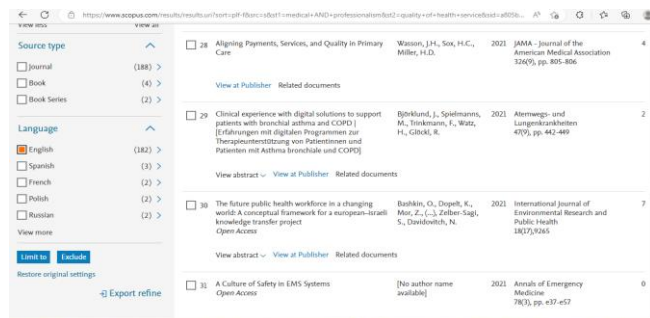 https://www.scopus.com/results/results.uri?sort=plf-f&src=s&st1=medical+AND+professionalism&st2=quality+of+health+service&sid=a805b...
View less
View all
Source type
Journal (188) >
Book (4) >
Book Series (2) >
Language
English (182) >
Spanish (3) >
French (2) >
Polish (2) >
Russian (2) >
View more
Limit to Exclude
Restore original settings
Export refine
28 Aligning Payments, Services, and Quality in Primary Wasson, J.H., Sox, H.C., 2021 JAMA - Journal of the 4
Care Miller, H.D. American Medical Association
326(9), pp. 805-806
View at Publisher Related documents
29 Clinical experience with digital solutions to support Björklund, J., Spielmanns, 2021 Atemwegs- und 2
patients with bronchial asthma and COPD | M., Trinkmann, F., Watz, Lungenkrankheiten
[Erfahrungen mit digitalen Programmen zur H., Glöckl, R. 47(9), pp. 442-449
Therapieunterstützung von Patientinnen und
Patienten mit Asthma bronchiale und COPD]
View abstract View at Publisher Related documents
30 The future public health workforce in a changing Bashkin, O., Dopelt, K., 2021 International Journal of 7
world: A conceptual framework for a european–israeli Mor, Z., (...), Zelber-Sagi, Environmental Research and
knowledge transfer project S., Davidovitch, N. Public Health
Open Access 18(17),9265
View abstract View at Publisher Related documents
31 A Culture of Safety in EMS Systems [No author name 2021 Annals of Emergency 0
Open Access available] Medicine
78(3), pp. e37-e57